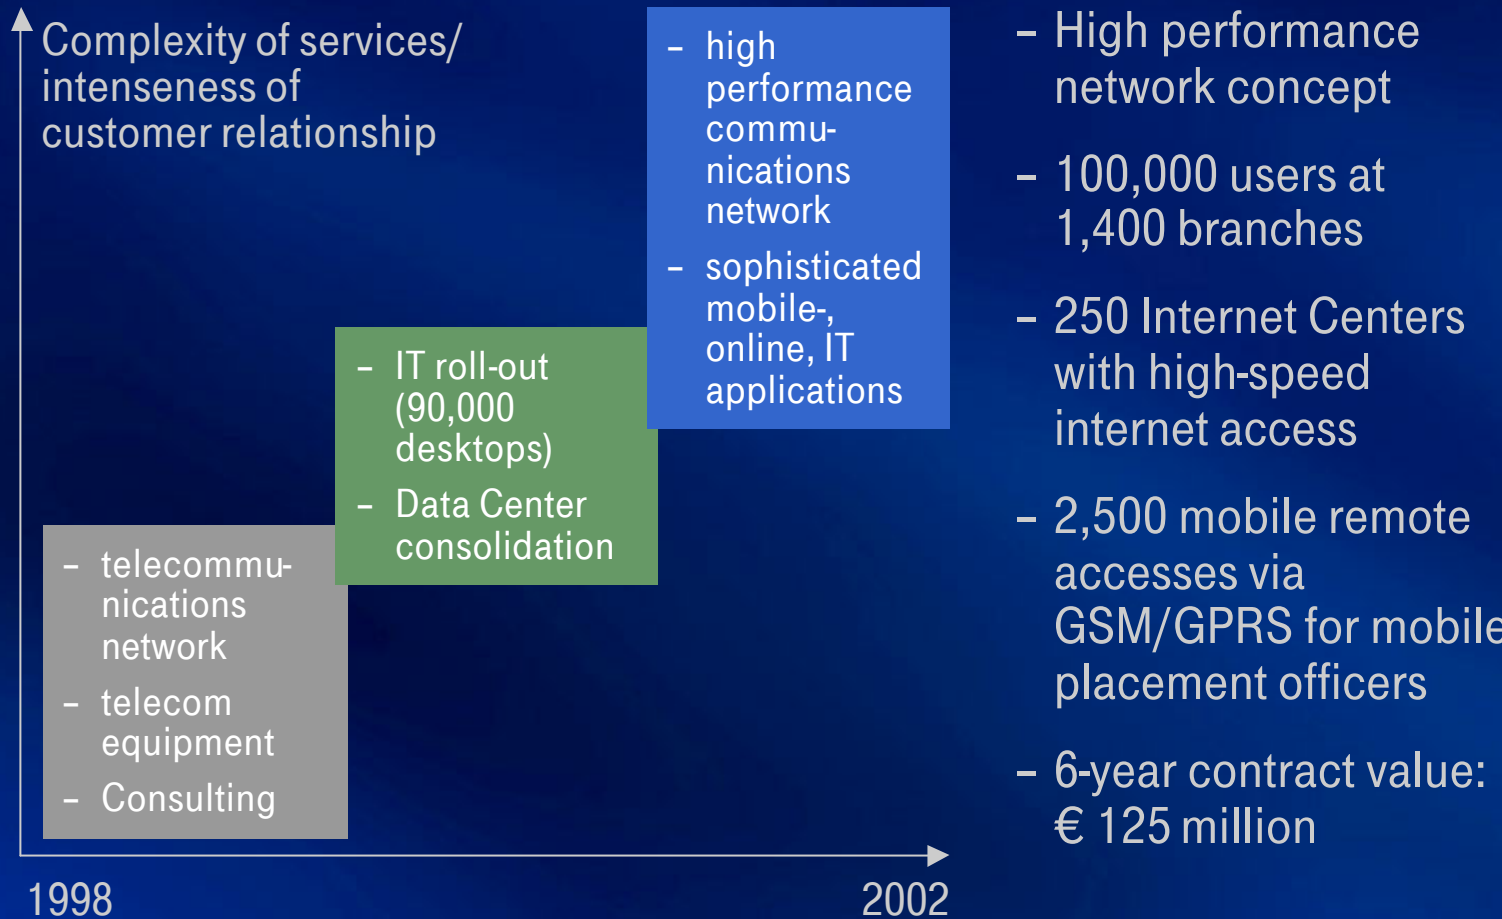 Complexity of services/
intenseness of
customer relationship
– high
performance
commu-
nications
network
– sophisticated
mobile-,
online, IT
applications
– IT roll-out
(90,000
desktops)
– Data Center
consolidation
– telecommu-
nications
network
– telecom
equipment
– Consulting
1998
2002
– High performance
network concept
– 100,000 users at
1,400 branches
– 250 Internet Centers
with high-speed
internet access
– 2,500 mobile remote
accesses via
GSM/GPRS for mobile
placement officers
– 6-year contract value:
€ 125 million